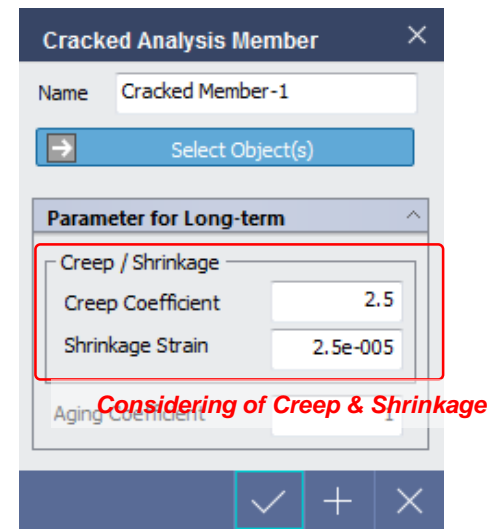 Cracked Analysis Member
Name Cracked Member-1
Select Object(s)
Parameter for Long-term
Creep / Shrinkage
Creep Coefficient 2.5
Shrinkage Strain 2.5e-005
Considering of Creep & Shrinkage
Aging Coefficient 1